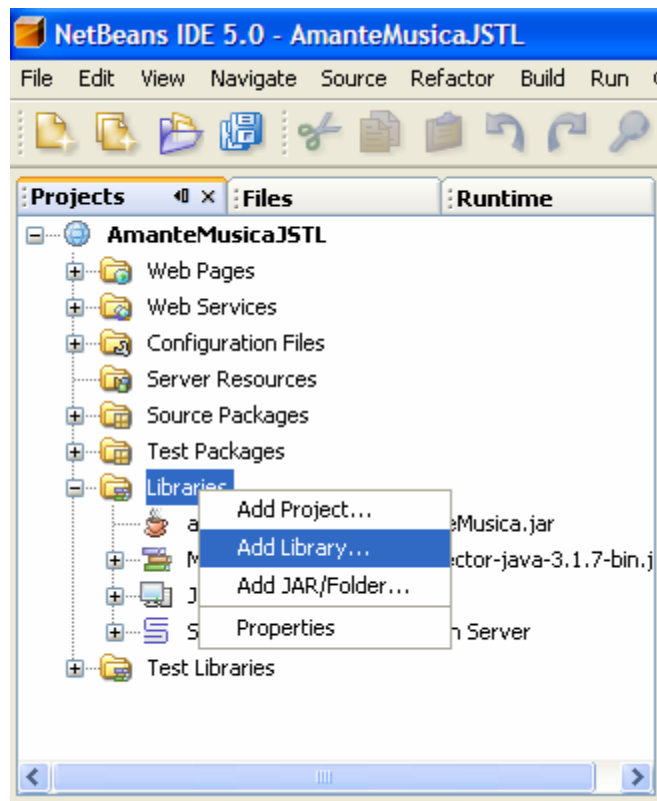 NetBeans IDE 5.0 - AmanteMusicaJSTL
File Edit View Navigate Source Refactor Build Run
Projects Files Runtime
AmanteMusicaJSTL
Web Pages
Web Services
Configuration Files
Server Resources
Source Packages
Test Packages
Libraries
Add Project...
a eMusica.jar
Add Library...
M ector-java-3.1.7-bin.j
Add JAR/Folder...
J
Properties
S n Server
Test Libraries